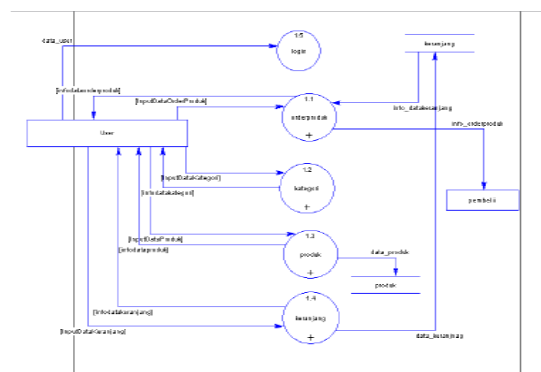 data_user
1.5
login
keranjang
[infodataorderproduk]
[InputDataOrderProduk]
1.1
orderproduk
+
info_datakeranjang
info_orderproduk
User
1.2
kategori
+
[InputDataKategori]
[infodatakategori]
pembeli
1.3
produk
+
[InputDataProduk]
[infodataproduk]
data_produk
produk
1.4
keranjang
+
[infodatakeranjang]
[InputDataKeranjang]
data_keranjang